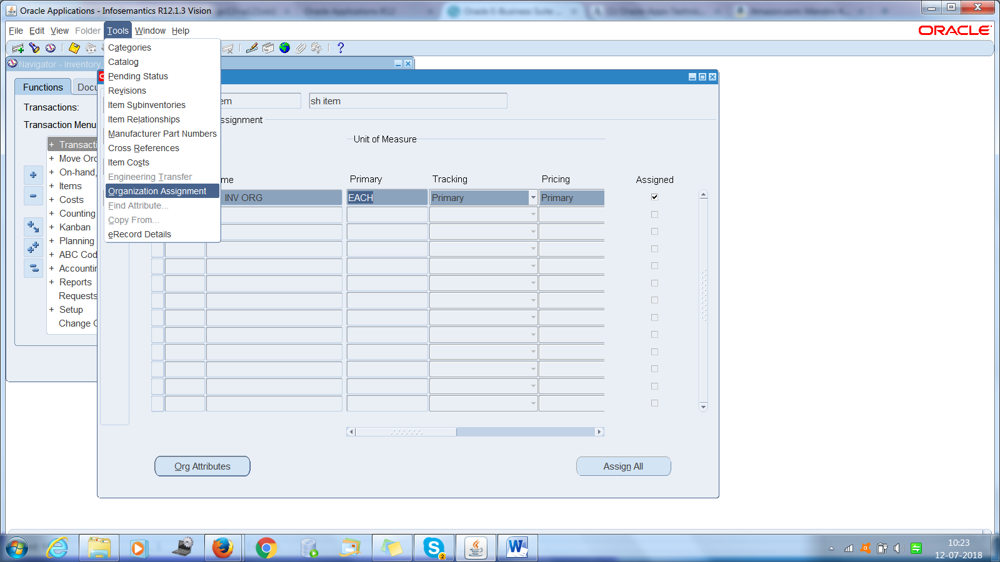 Oracle Applications - Infosemantics R12.1.3 Vision
File Edit View Folder Tools Window Help
ORACLE
Navigator - Inventory
Functions
Docu
Transactions:
Transaction Menu
+ Transacti
+ Move Orc
+ On-hand,
+ Items
+ Costs
+ Counting
+ Kanban
+ Planning
+ ABC Cod
+ Accountin
+ Reports
Requests
+ Setup
Change O
Categories
Catalog
Pending Status
Revisions
Item Subinventories
Item Relationships
Manufacturer Part Numbers
Cross References
Item Costs
Engineering Transfer
Organization Assignment
Find Attribute...
Copy From...
eRecord Details
em
sh item
ssignment
Unit of Measure
me
Primary
Tracking
Pricing
Assigned
INV ORG
EACH
Primary
Primary
Org Attributes
Assign All
2
10:23
12-07-2018